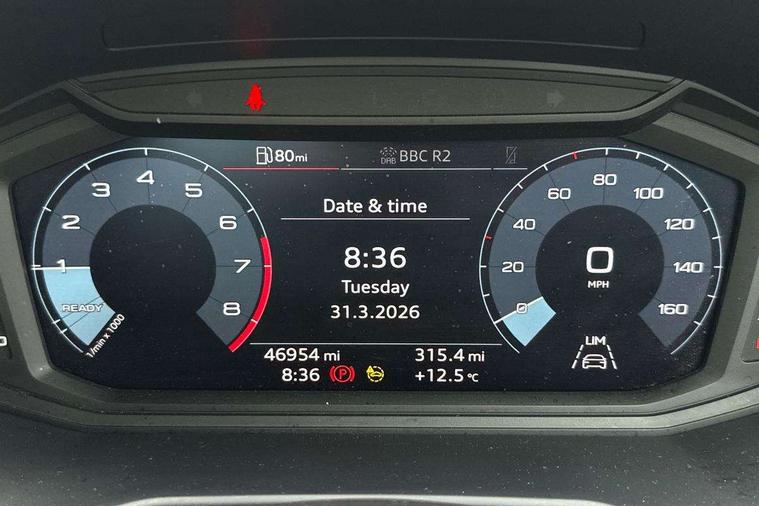 80mi
DAB BBC R2
Date & time
8:36
Tuesday
31.3.2026
1 2 3 4 5 6 7 8
READY
1/min x 1000
0 20 40 60 80 100 120 140 160
0
MPH
LIM
46954 mi
315.4 mi
8:36
P
+12.5 °C